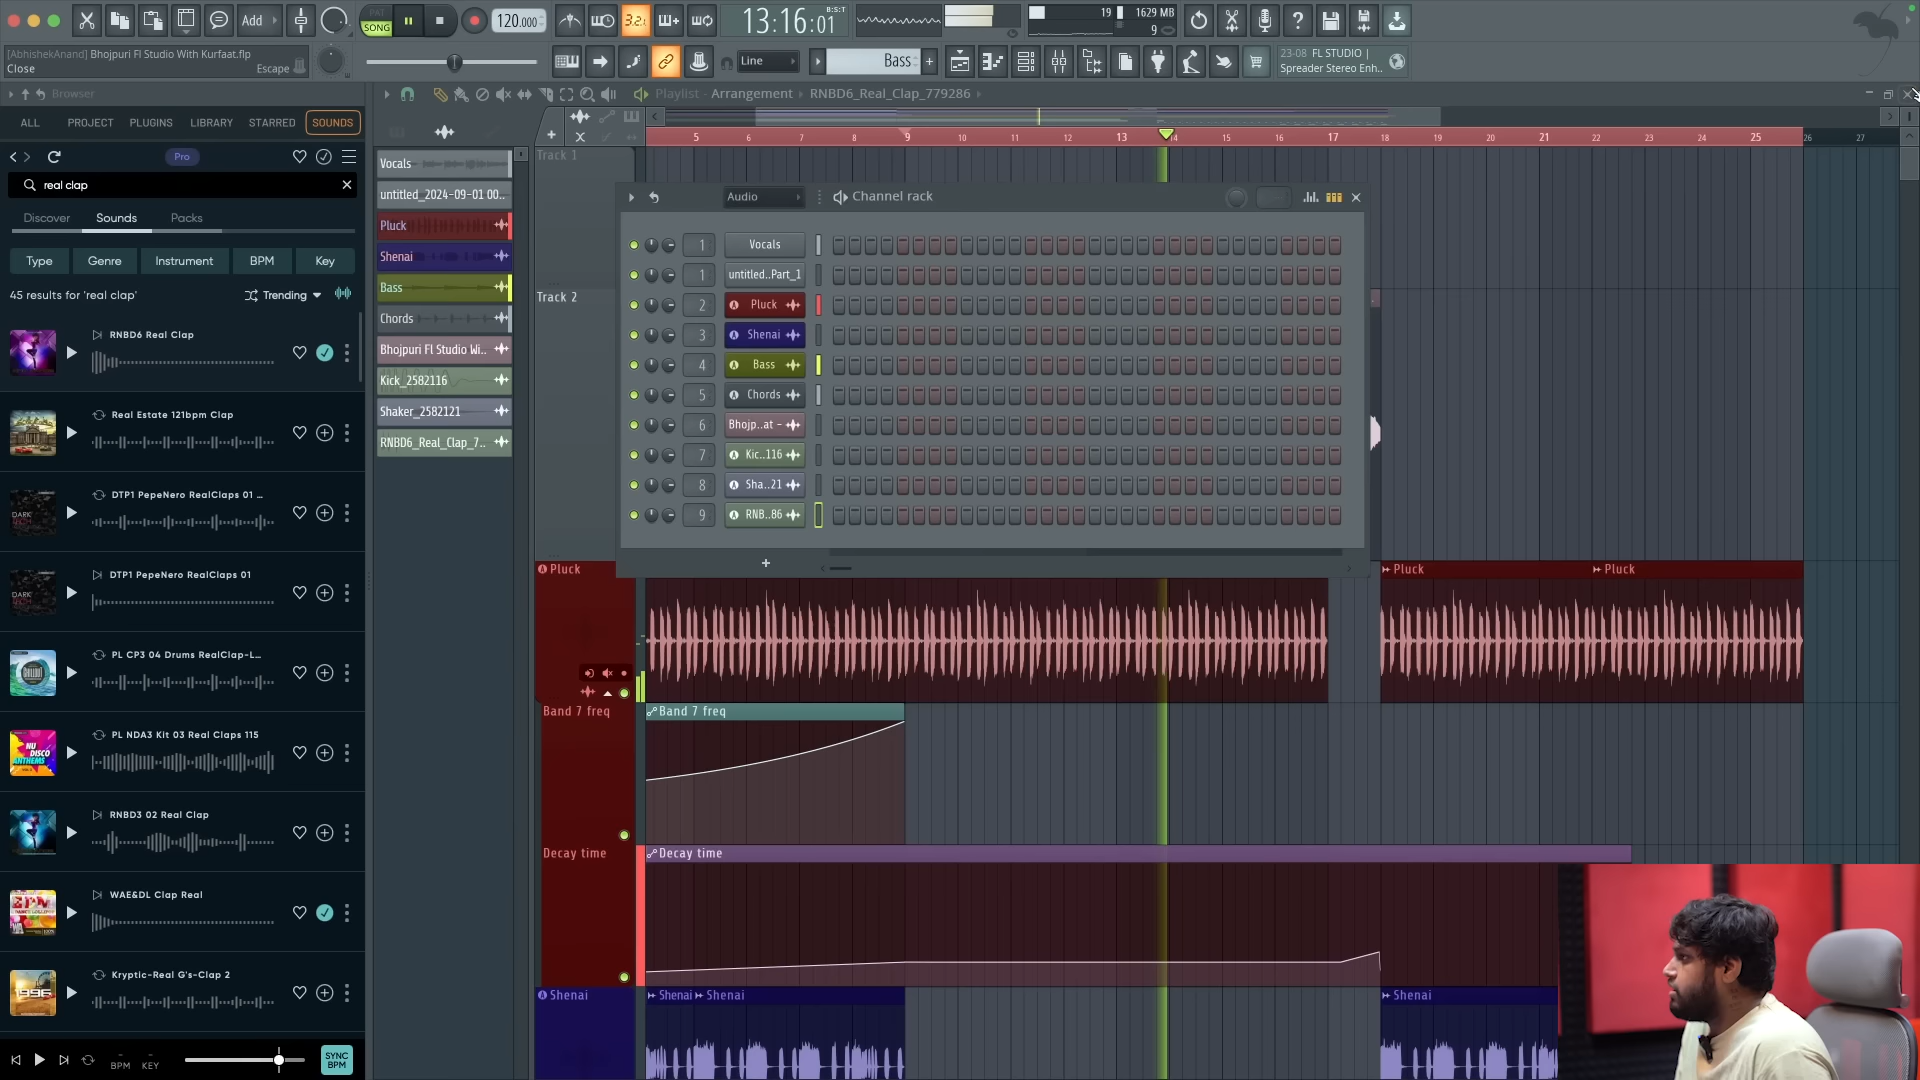 Add
PAT
SONG
120.000
3.2.
13:16:01
B:S:T
19
1629 MB
9
[AbhishekAnand] Bhojpuri Fl Studio With Kurfaat.flp
Close
Escape
Line
Bass
23-08 FL STUDIO |
Spreader Stereo Enh..
Browser
Playlist - Arrangement
RNBD6_Real_Clap_779286
ALL
PROJECT
PLUGINS
LIBRARY
STARRED
SOUNDS
Pro
real clap
Discover
Sounds
Packs
Type
Genre
Instrument
BPM
Key
45 results for 'real clap'
Trending
RNBD6 Real Clap
Real Estate 121bpm Clap
DTP1 PepeNero RealClaps 01 ...
DTP1 PepeNero RealClaps 01
PL CP3 04 Drums RealClap-L...
PL NDA3 Kit 03 Real Claps 115
RNBD3 02 Real Clap
WAE&DL Clap Real
Kryptic-Real G's-Clap 2
BPM
KEY
SYNC
BPM
Vocals
untitled_2024-09-01 00..
Pluck
Shenai
Bass
Chords
Bhojpuri Fl Studio Wi..
Kick_2582116
Shaker_2582121
RNBD6_Real_Clap_7..
5
6
7
8
9
10
11
12
13
14
15
16
17
18
19
20
21
22
23
24
25
26
27
Track 1
Track 2
Audio
Channel rack
1
Vocals
1
untitled..Part_1
2
Pluck
3
Shenai
4
Bass
5
Chords
6
Bhojp..at -
7
Kic..116
8
Sha..21
9
RNB..86
Pluck
Pluck
Pluck
Band 7 freq
Band 7 freq
Decay time
Decay time
Shenai
Shenai
Shenai
Shenai